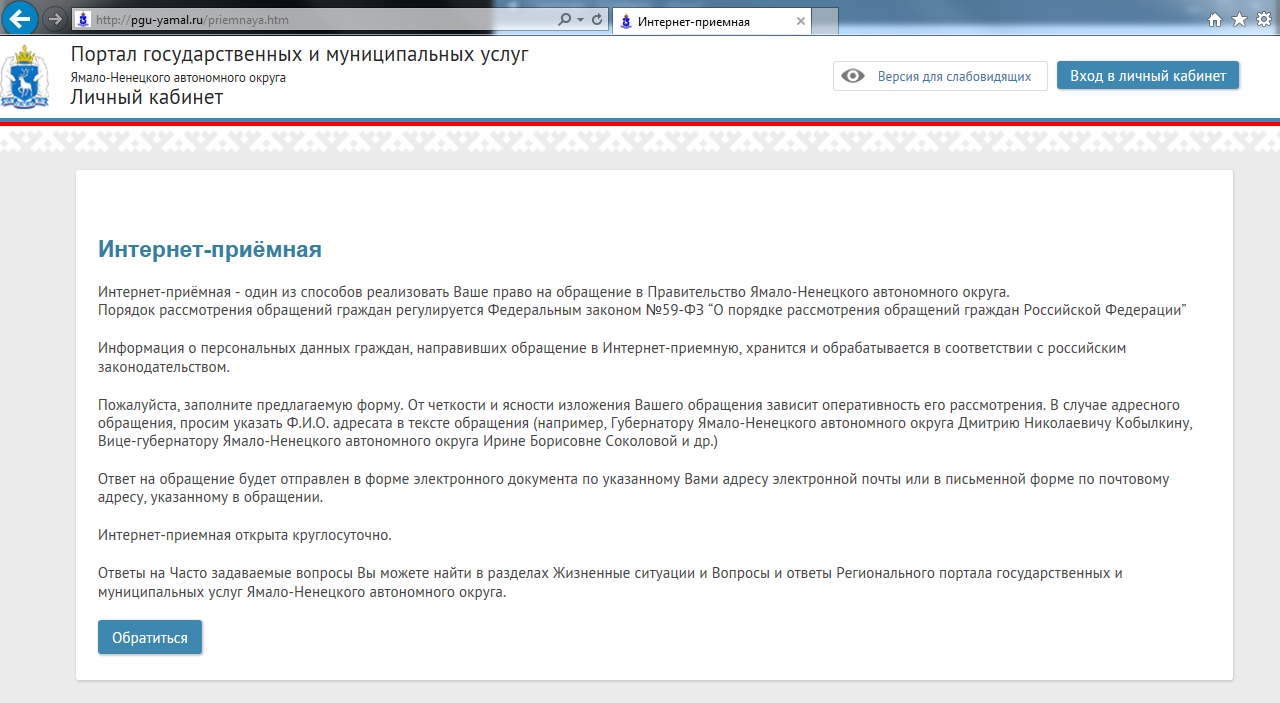 http://pgu-yamal.ru/priemnaya.htm
Интернет-приемная
Портал государственных и муниципальных услуг
Ямало-Ненецкого автономного округа
Личный кабинет
Версия для слабовидящих
Вход в личный кабинет
Интернет-приёмная
Интернет-приёмная - один из способов реализовать Ваше право на обращение в Правительство Ямало-Ненецкого автономного округа.
Порядок рассмотрения обращений граждан регулируется Федеральным законом №59-ФЗ “О порядке рассмотрения обращений граждан Российской Федерации”
Информация о персональных данных граждан, направивших обращение в Интернет-приемную, хранится и обрабатывается в соответствии с российским
законодательством.
Пожалуйста, заполните предлагаемую форму. От четкости и ясности изложения Вашего обращения зависит оперативность его рассмотрения. В случае адресного
обращения, просим указать Ф.И.О. адресата в тексте обращения (например, Губернатору Ямало-Ненецкого автономного округа Дмитрию Николаевичу Кобылкину,
Вице-губернатору Ямало-Ненецкого автономного округа Ирине Борисовне Соколовой и др.)
Ответ на обращение будет отправлен в форме электронного документа по указанному Вами адресу электронной почты или в письменной форме по почтовому
адресу, указанному в обращении.
Интернет-приемная открыта круглосуточно.
Ответы на Часто задаваемые вопросы Вы можете найти в разделах Жизненные ситуации и Вопросы и ответы Регионального портала государственных и
муниципальных услуг Ямало-Ненецкого автономного округа.
Обратиться